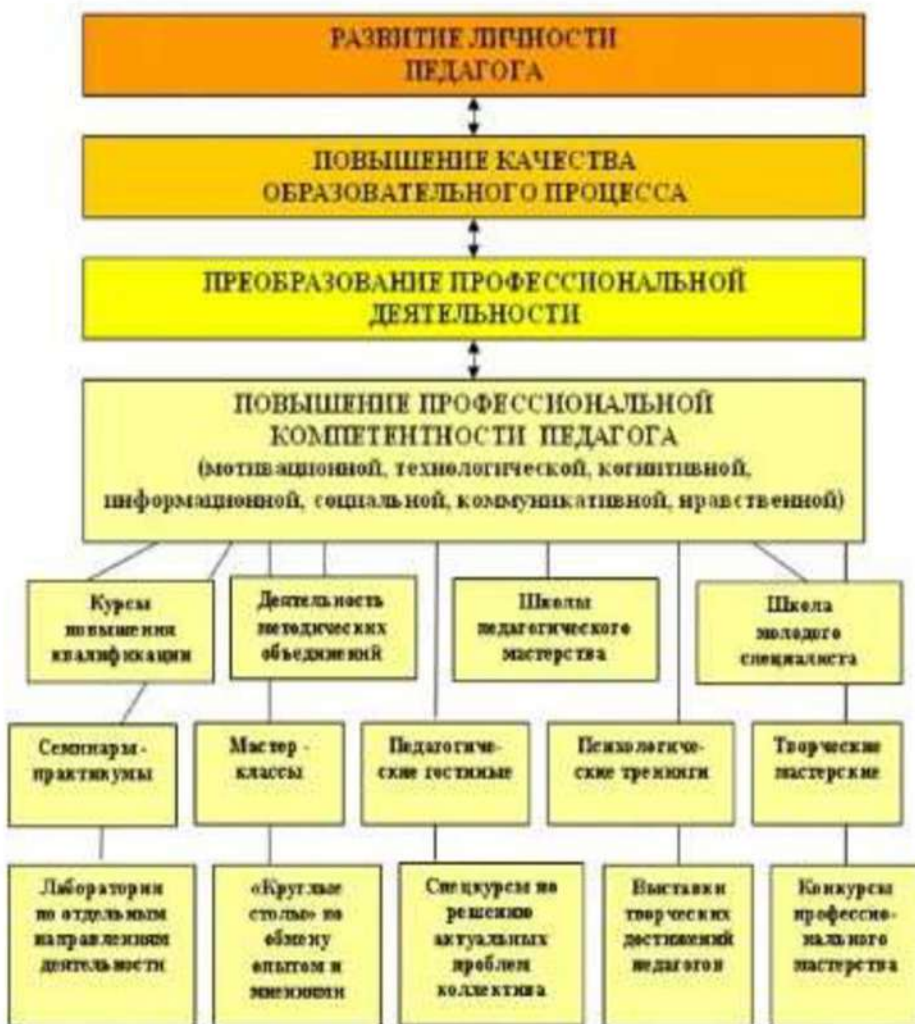 РАЗВИТИЕ ЛИЧНОСТИ
ПЕДАГОГА
ПОВЫШЕНИЕ КАЧЕСТВА
ОБРАЗОВАТЕЛЬНОГО ПРОЦЕССА
ПРЕОБРАЗОВАНИЕ ПРОФЕССИОНАЛЬНОЙ
ДЕЯТЕЛЬНОСТИ
ПОВЫШЕНИЕ ПРОФЕССИОНАЛЬНОЙ
КОМПЕТЕНТНОСТИ ПЕДАГОГА
(мотивационной, технологической, когнитивной,
информационной, социальной, коммуникативной, нравственной)
Курсы
повышения
квалификации
Деятельность
методических
объединений
Школы
педагогического
мастерства
Школа
молодого
специалиста
Семинары-
практикумы
Мастер -
классы
Педагогиче-
ские гостиные
Психологиче-
ские тренинги
Творческие
мастерские
Лаборатории
по отдельным
направлениям
деятельности
«Круглые
столы» по
обмену
опытом и
мнениями
Спецкурсы по
решению
актуальных
проблем
коллектива
Выставки
творческих
достижений
педагогов
Конкурсы
профессио-
нального
мастерства